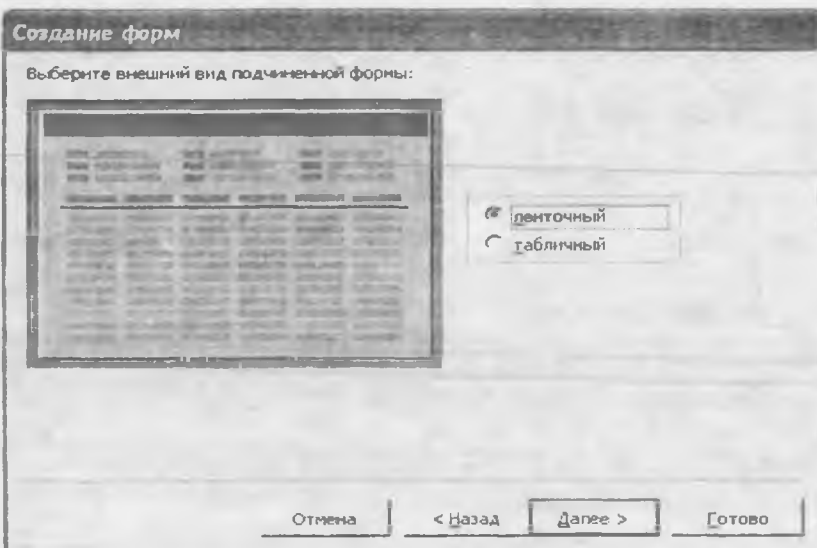 Создание форм
Выберите внешний вид подчиненной формы:
ленточный
табличный
Отмена
< Назад
Далее >
Готово